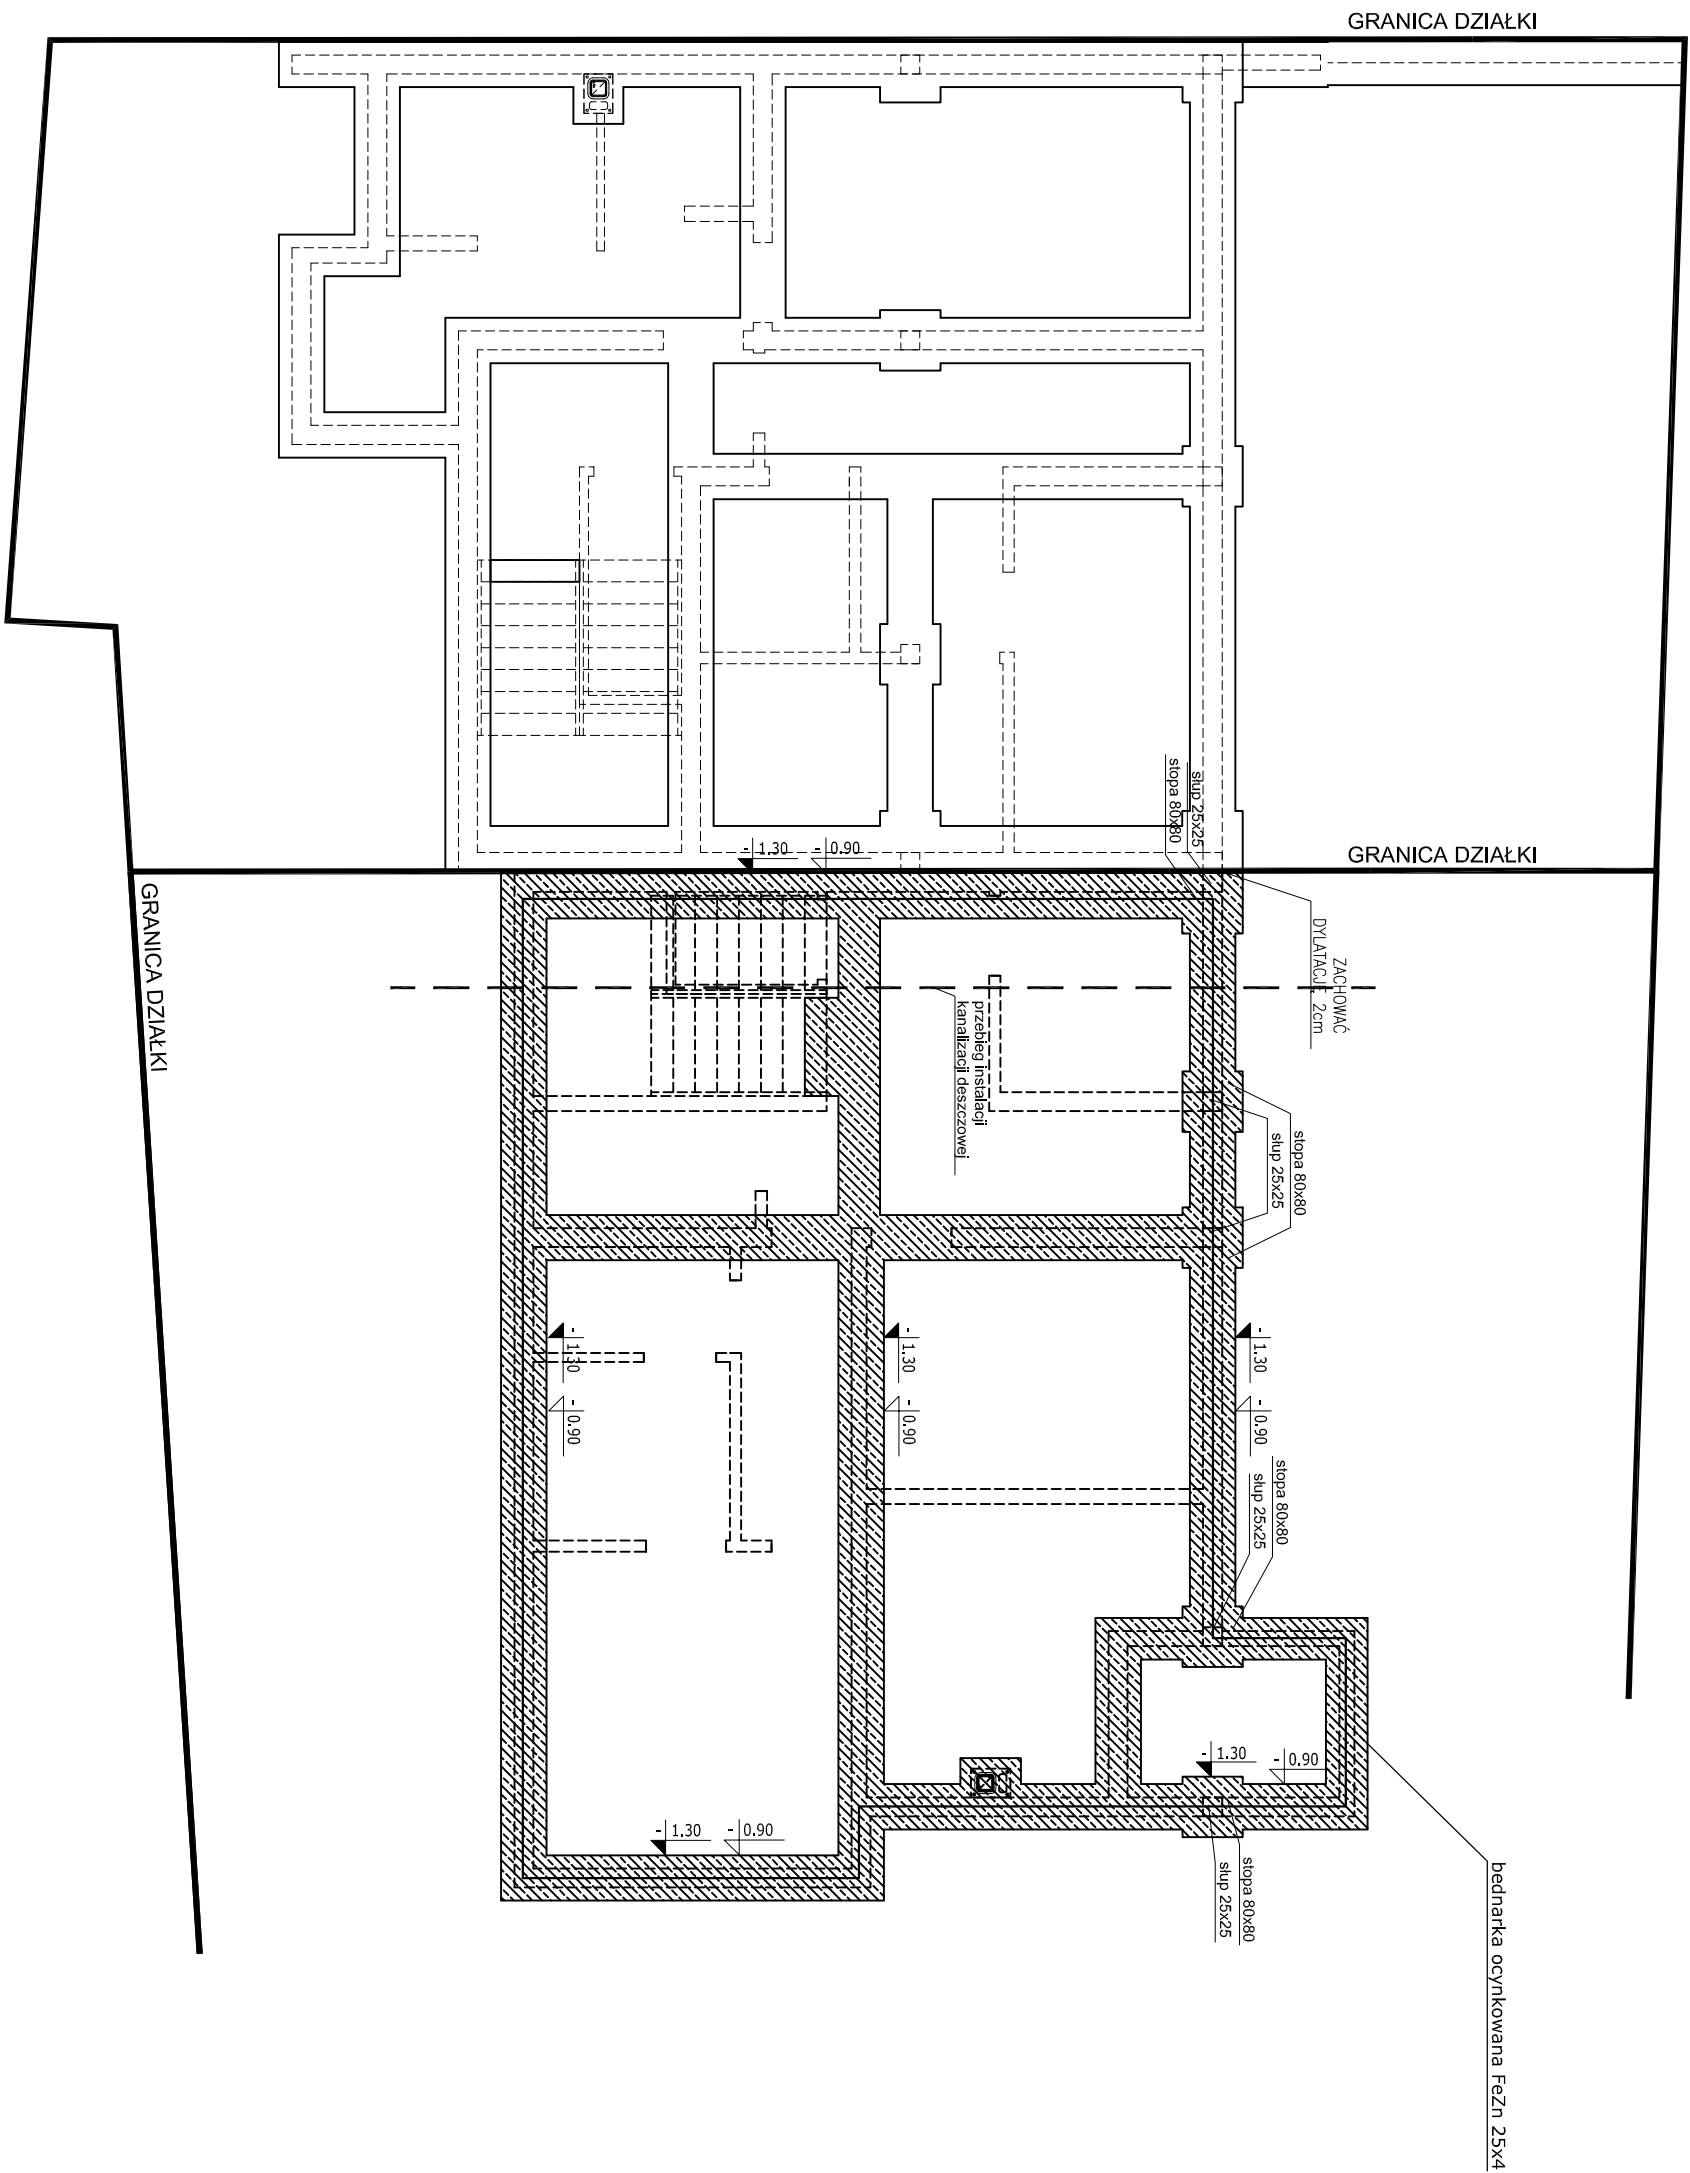 GRANICA DZIAŁKI
słup 25x25
stopa 80x80
- 1.30
- 0.90
GRANICA DZIAŁKI
GRANICA DZIAŁKI
ZACHOWAĆ
DYLATACJĘ 2cm
przebieg instalacji
kanalizacji deszczowej
stopa 80x80
słup 25x25
- 1.30
- 1.30
- 1.30
- 0.90
- 0.90
- 0.90
stopa 80x80
słup 25x25
- 1.30
- 0.90
- 1.30
- 0.90
stopa 80x80
słup 25x25
bednarka ocynkowana FeZn 25x4